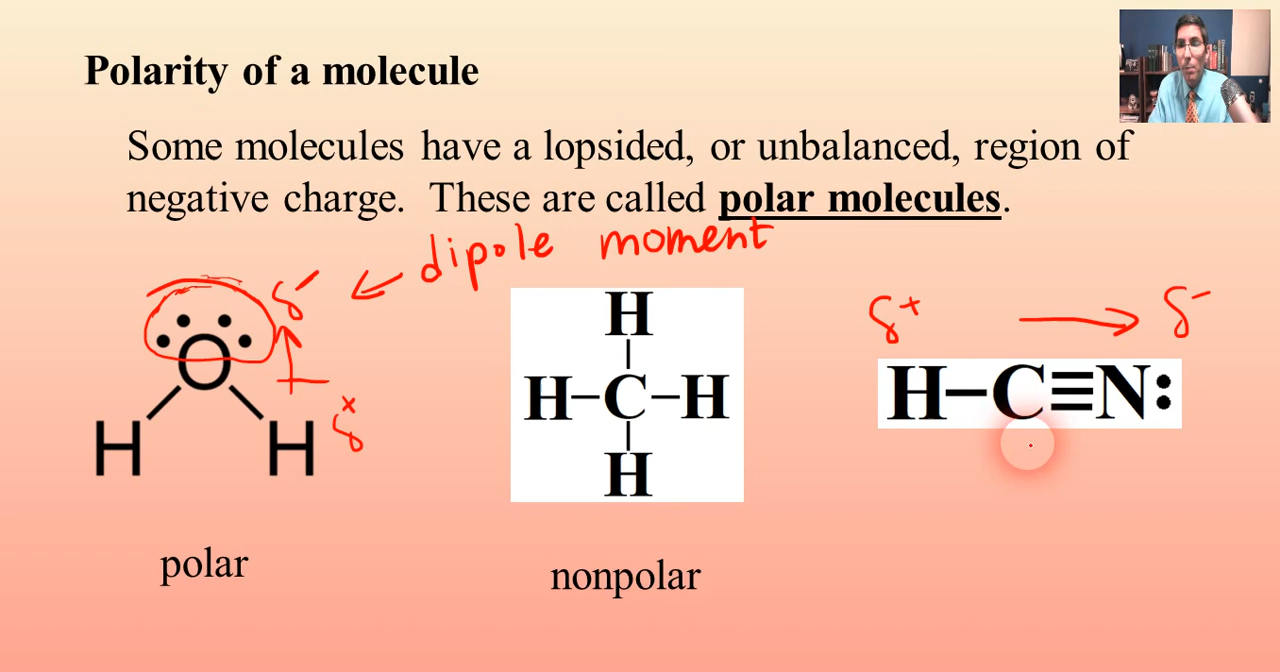 Polarity of a molecule
Some molecules have a lopsided, or unbalanced, region of
negative charge. These are called polar molecules.
dipole moment
δ-
δ+
O
H H
H
H-C-H
H
δ+ → δ-
H-C≡N:
polar
nonpolar